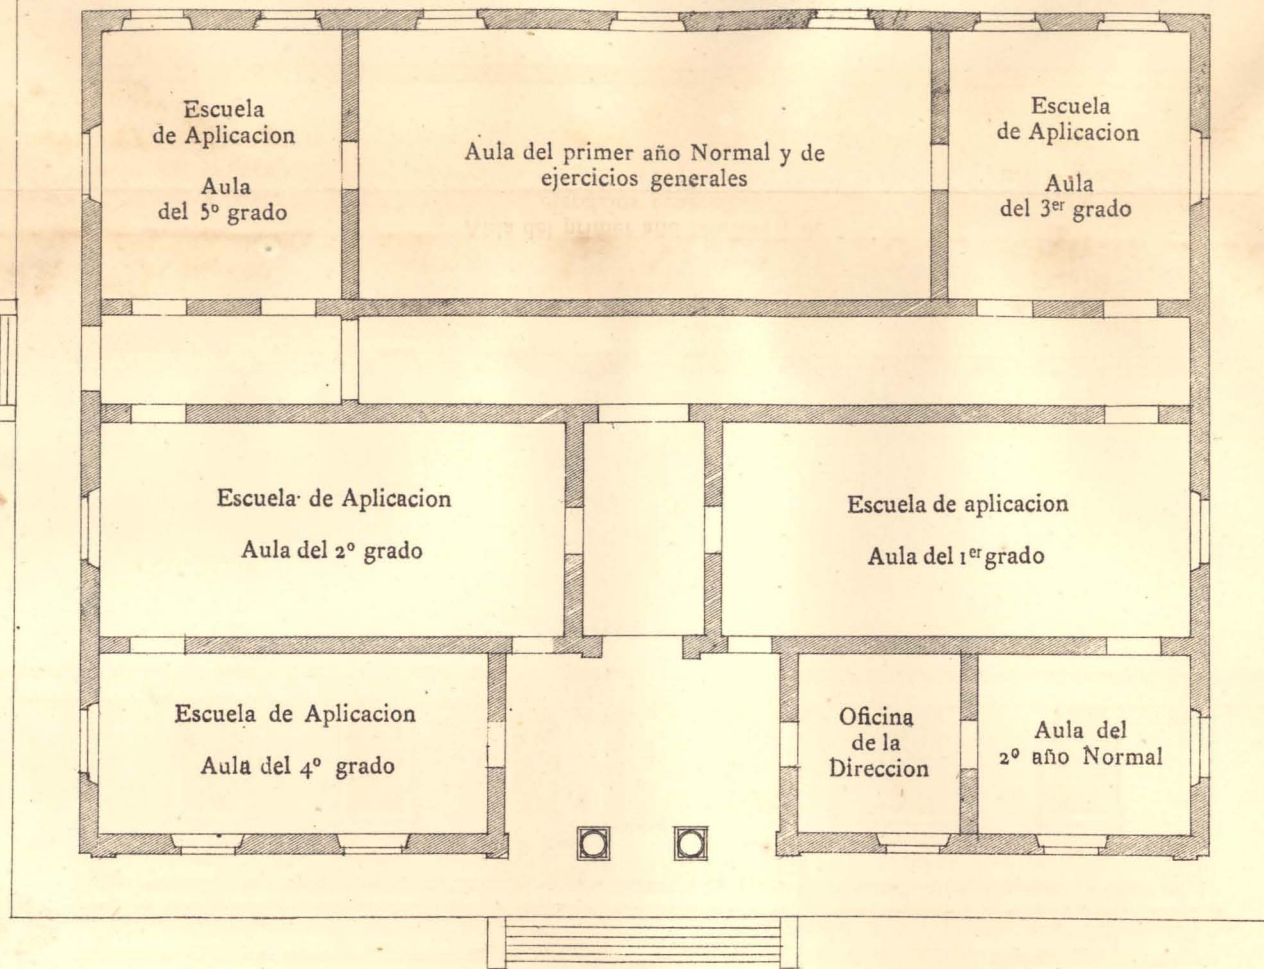 Escuela
de Aplicacion
Aula
del 5º grado
Aula del primer año Normal y de
ejercicios generales
Escuela
de Aplicacion
Aula
del 3er grado
Escuela de Aplicacion
Aula del 2º grado
Escuela de aplicacion
Aula del 1er grado
Escuela de Aplicacion
Aula del 4º grado
Oficina
de la
Direccion
Aula del
2º año Normal